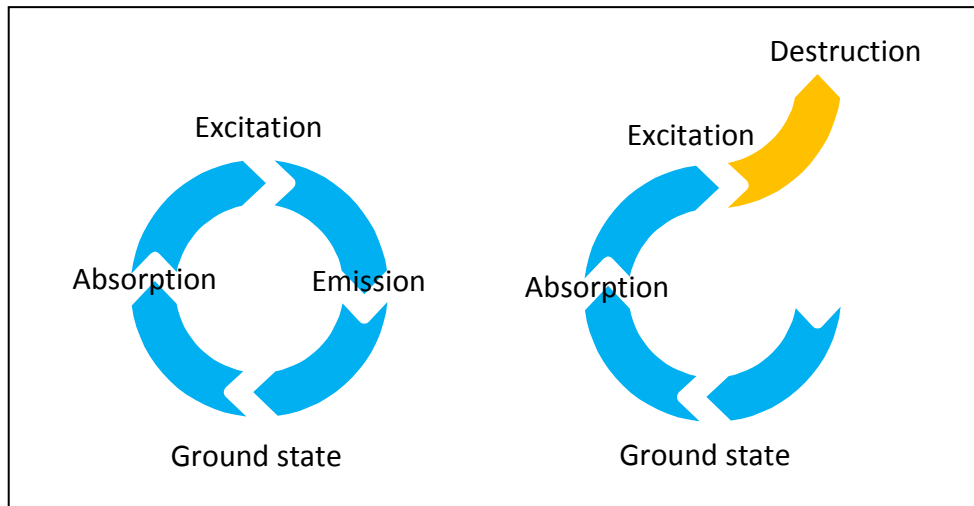 Excitation
Absorption
Emission
Ground state
Destruction
Excitation
Absorption
Ground state